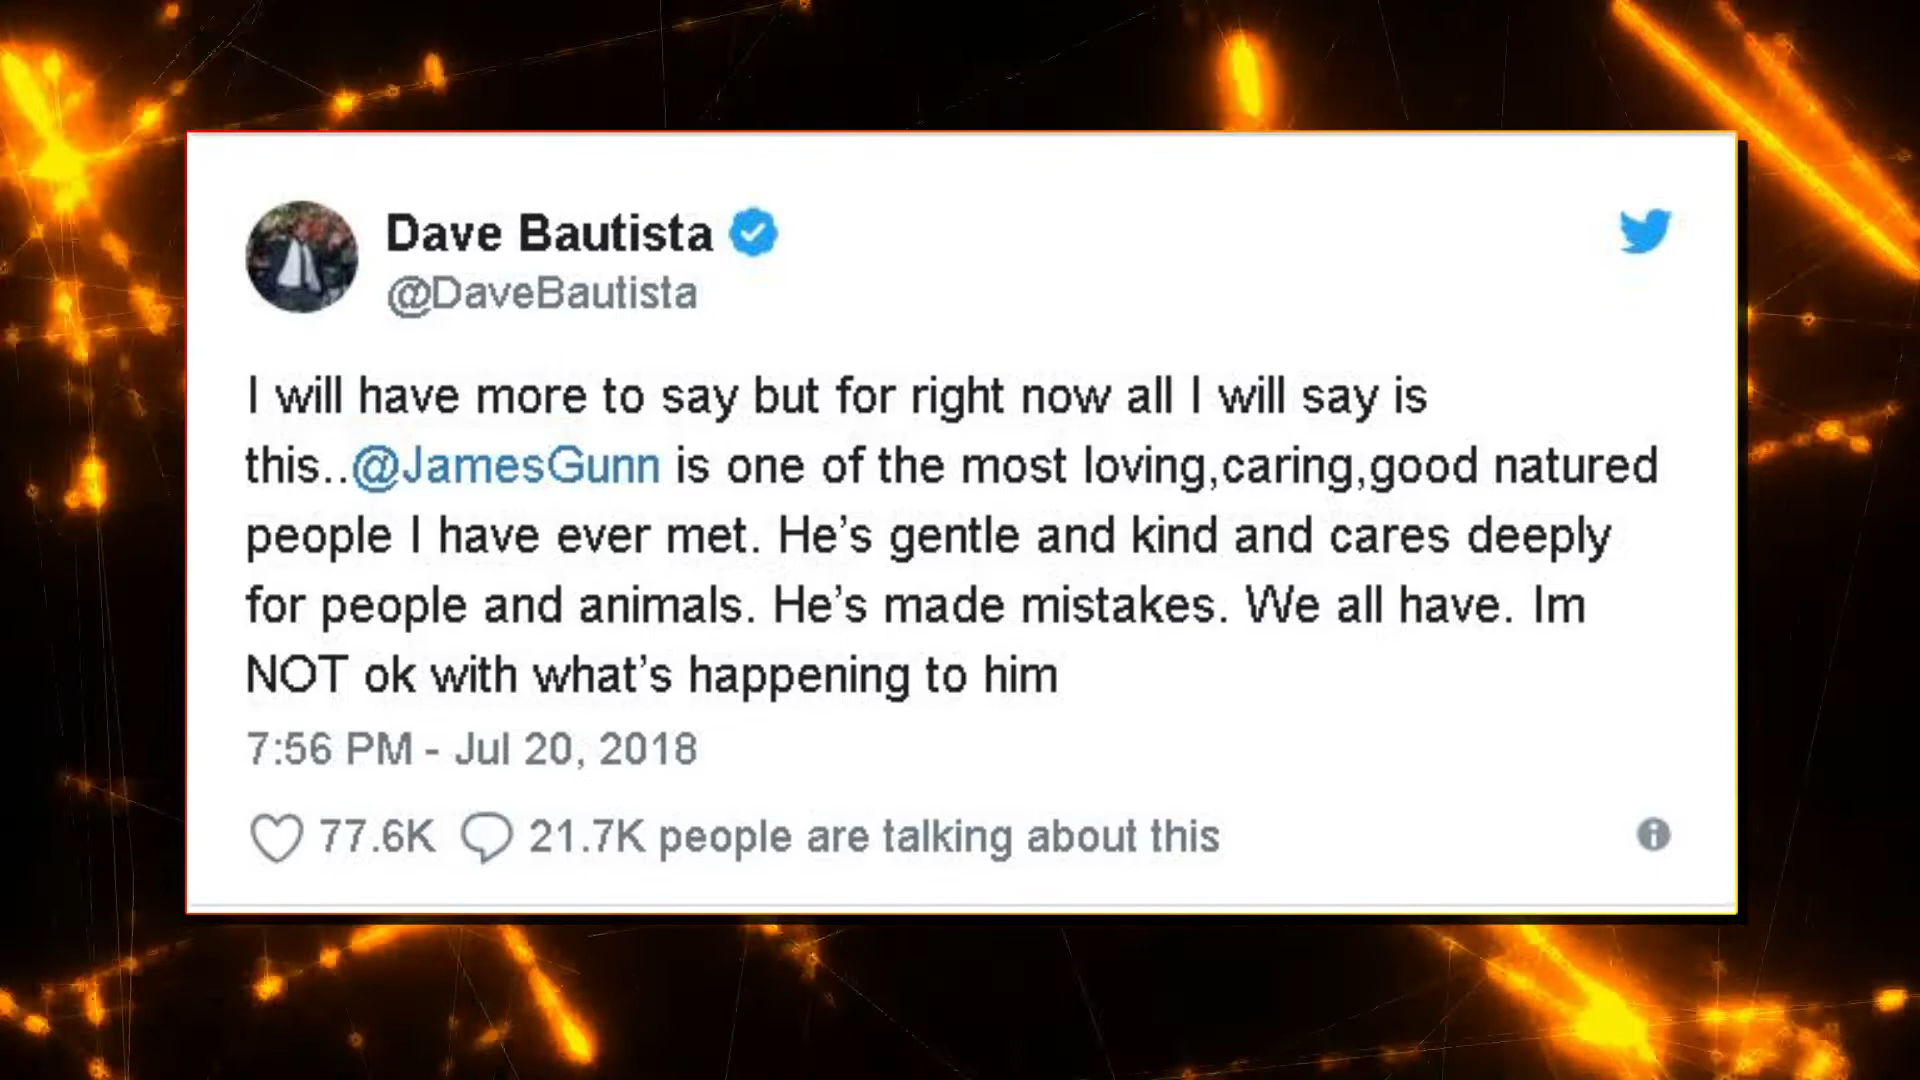 Dave Bautista
@DaveBautista
I will have more to say but for right now all I will say is
this..@JamesGunn is one of the most loving,caring,good natured
people I have ever met. He’s gentle and kind and cares deeply
for people and animals. He’s made mistakes. We all have. Im
NOT ok with what’s happening to him
7:56 PM - Jul 20, 2018
77.6K 21.7K people are talking about this